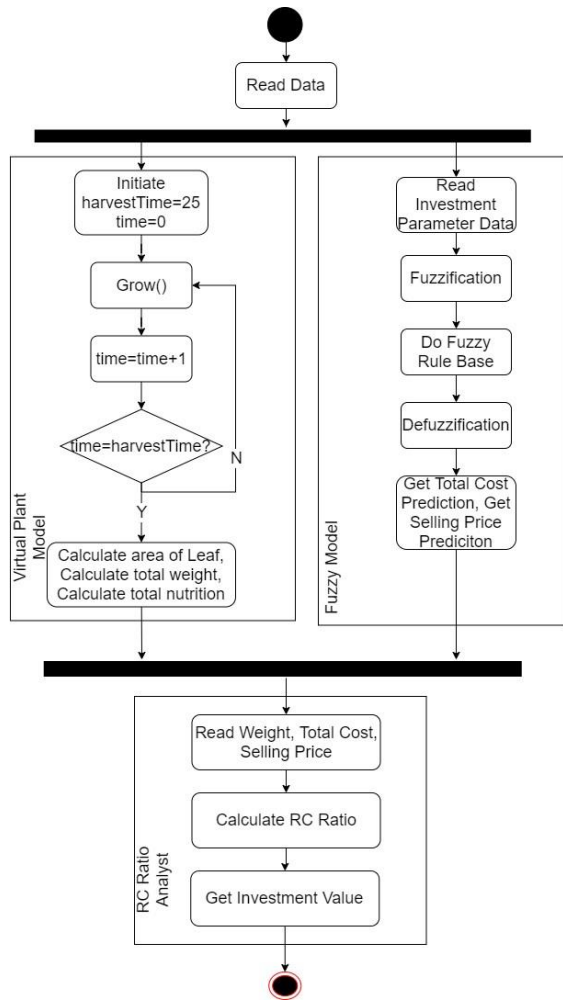 Read Data
Initiate
harvestTime=25
time=0
Grow()
time=time+1
time=harvestTime?
N
Y
Calculate area of Leaf,
Calculate total weight,
Calculate total nutrition
Virtual Plant
Model
Read
Investment
Parameter Data
Fuzzification
Do Fuzzy
Rule Base
Defuzzification
Get Total Cost
Prediction, Get
Selling Price
Prediciton
Fuzzy Model
Read Weight, Total Cost,
Selling Price
Calculate RC Ratio
Get Investment Value
RC Ratio
Analyst